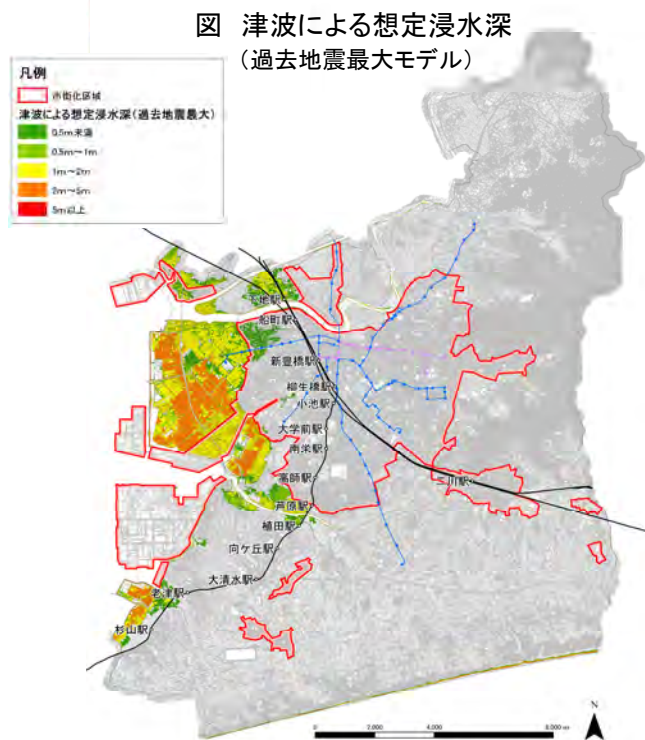 図 津波による想定浸水深
(過去地震最大モデル)
凡例
市街化区域
津波による想定浸水深(過去地震最大)
0.5m未満
0.5m～1m
1m～2m
2m～5m
5m以上
下地駅
船町駅
新豊橋駅
柳生橋駅
小池駅
大学前駅
南栄駅
高師駅
二川駅
芦原駅
植田駅
向ケ丘駅
大清水駅
老津駅
杉山駅
N
0 2,000 4,000 8,000 m